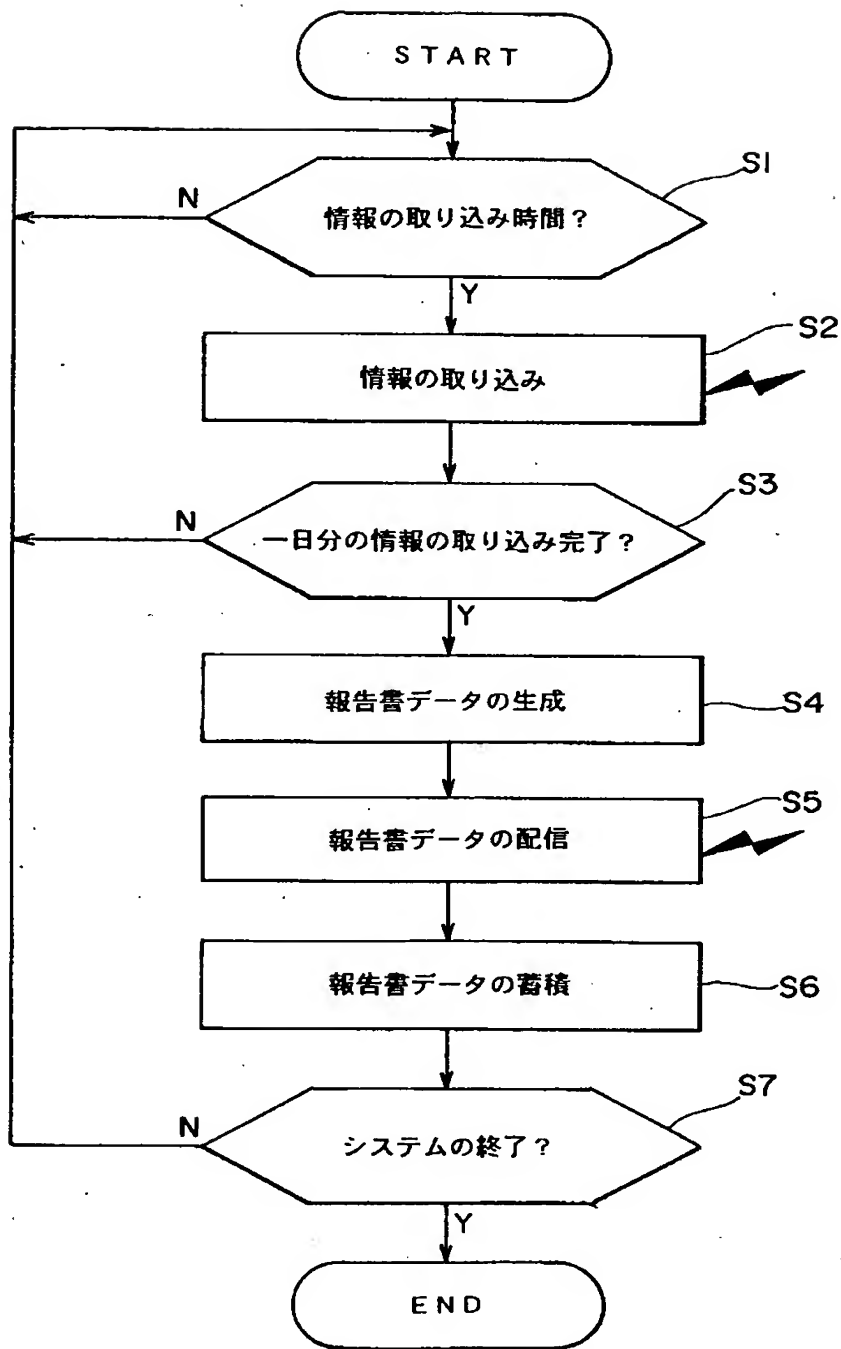 START
S1
N
情報の取り込み時間?
Y
S2
情報の取り込み
S3
N
一日分の情報の取り込み完了?
Y
報告書データの生成
S4
S5
報告書データの配信
報告書データの蓄積
S6
S7
N
システムの終了?
Y
END